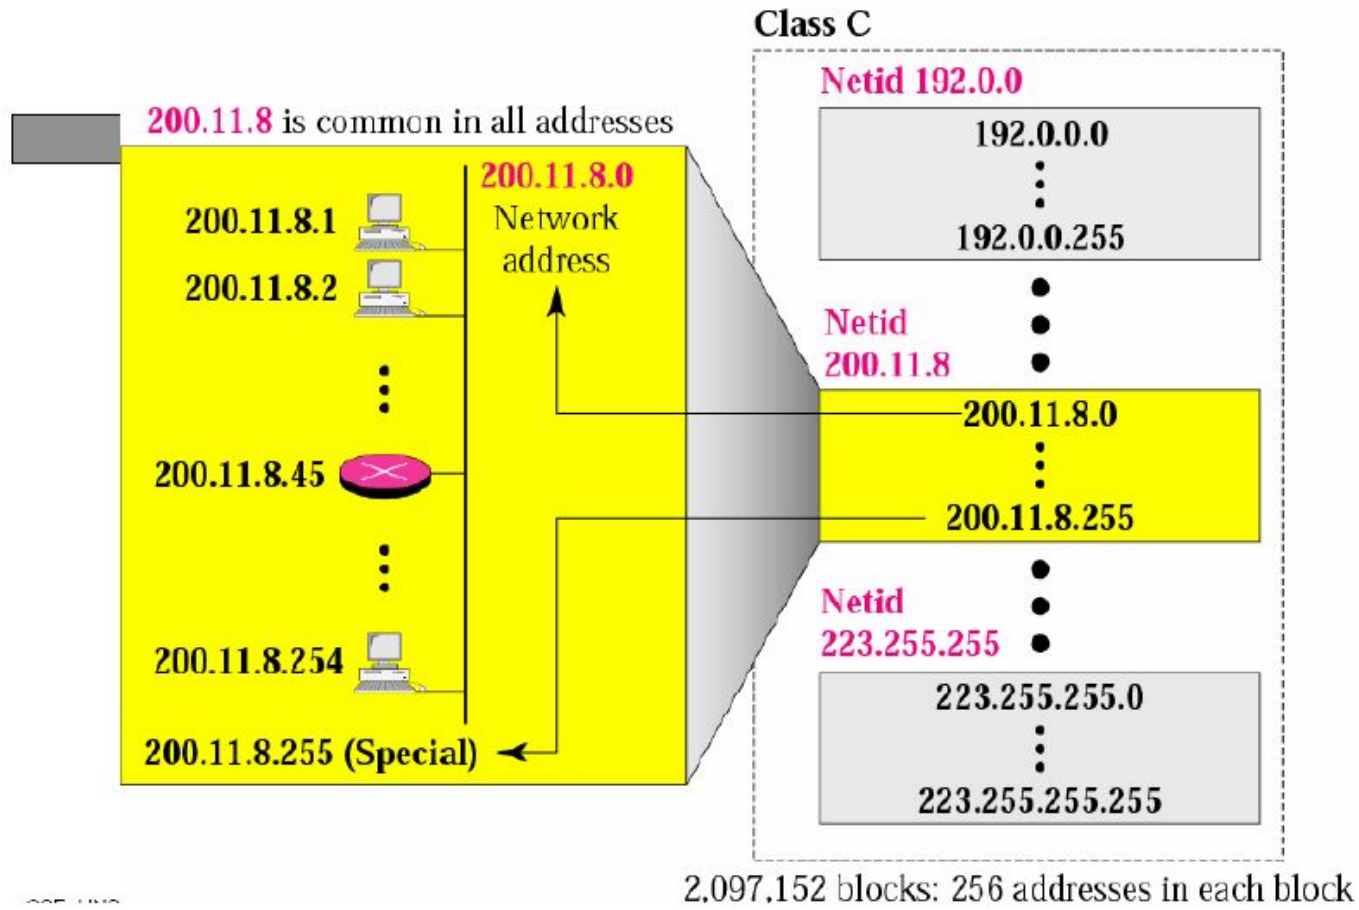 Class C
Netid 192.0.0
192.0.0.0
192.0.0.255
Netid
200.11.8
200.11.8.0
200.11.8.255
Netid
223.255.255
223.255.255.0
223.255.255.255
2,097,152 blocks: 256 addresses in each block
200.11.8 is common in all addresses
200.11.8.0
Network
address
200.11.8.1
200.11.8.2
200.11.8.45
200.11.8.254
200.11.8.255 (Special)